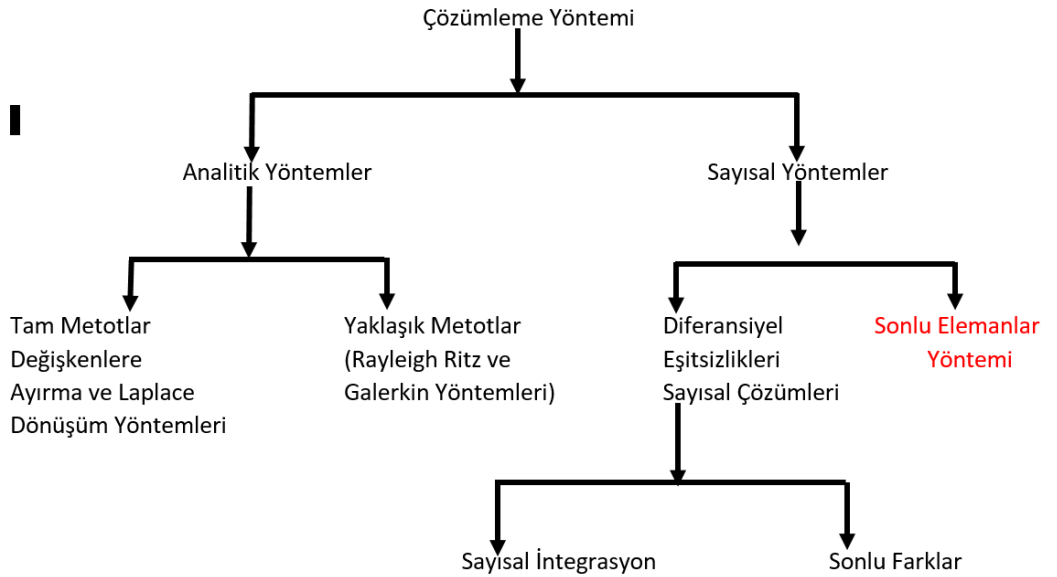 Çözümleme Yöntemi
Analitik Yöntemler
Sayısal Yöntemler
Tam Metotlar
Değişkenlere
Ayırma ve Laplace
Dönüşüm Yöntemleri
Yaklaşık Metotlar
(Rayleigh Ritz ve
Galerkin Yöntemleri)
Diferansiyel
Eşitsizlikleri
Sayısal Çözümleri
Sonlu Elemanlar
Yöntemi
Sayısal İntegrasyon
Sonlu Farklar